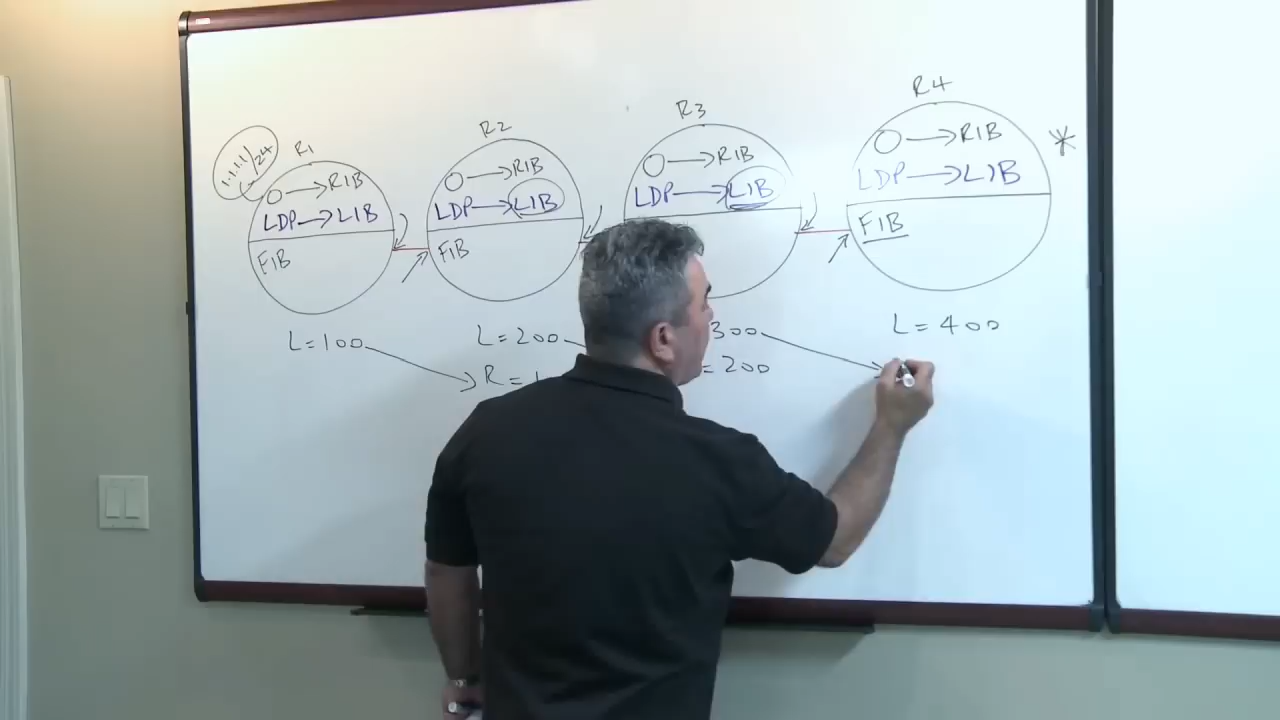 R1
1.1.1.1/24
→RIB
LDP→LIB
FIB
L=100
R2
→RIB
LDP→LIB
FIB
L=200
R=1
R3
→RIB
LDP→LIB
300
=200
R4
→RIB
LDP→LIB
FIB
L=400
*